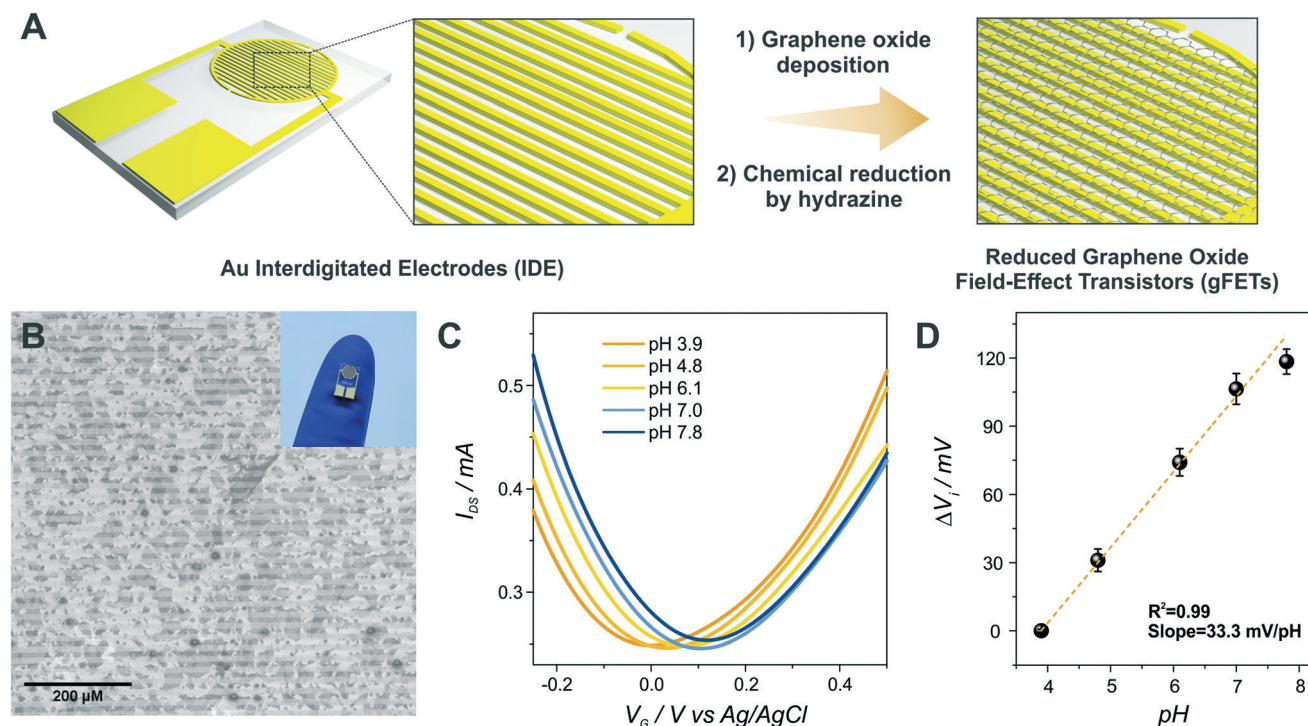 A
1) Graphene oxide
deposition
2) Chemical reduction
by hydrazine
Au Interdigitated Electrodes (IDE)
Reduced Graphene Oxide
Field-Effect Transistors (gFETs)
B
200 µM
C
pH 3.9
pH 4.8
pH 6.1
pH 7.0
pH 7.8
0.5
0.4
0.3
I_DS / mA
-0.2
0.0
0.2
0.4
V_G / V vs Ag/AgCl
D
120
90
60
30
0
ΔV_i / mV
R²=0.99
Slope=33.3 mV/pH
4
5
6
7
8
pH